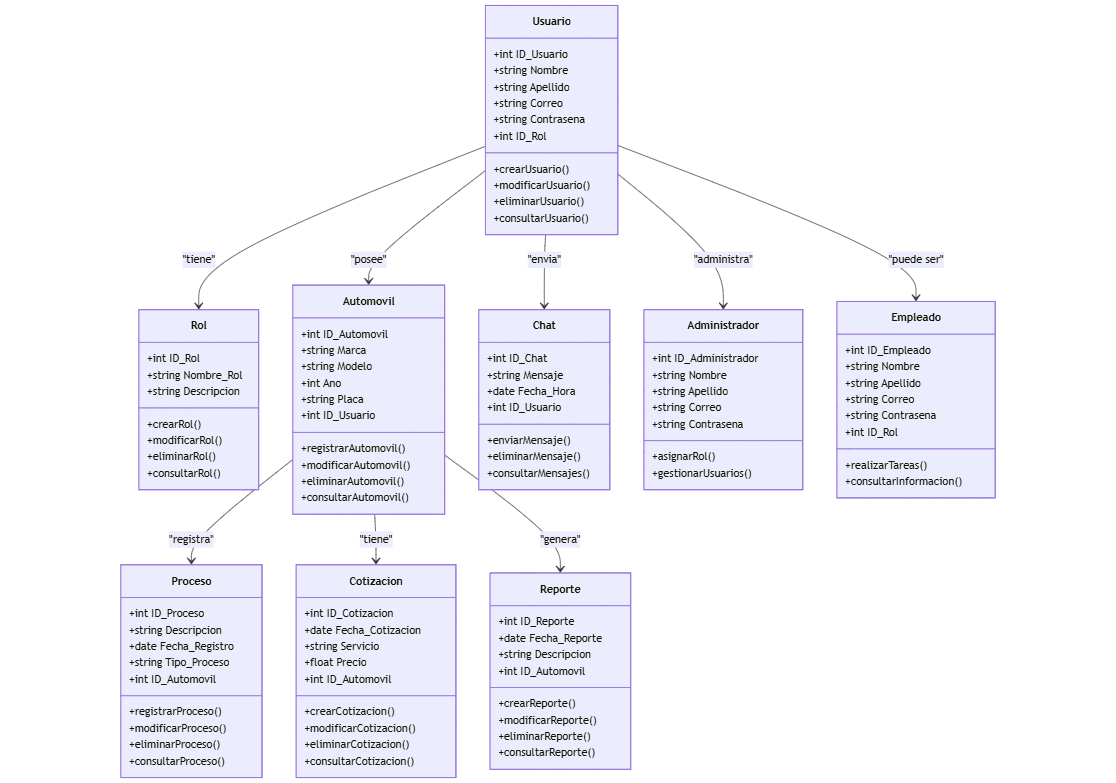 Usuario
+int ID_Usuario
+string Nombre
+string Apellido
+string Correo
+string Contrasena
+int ID_Rol
+crearUsuario()
+modificarUsuario()
+eliminarUsuario()
+consultarUsuario()
"tiene"
"posee"
"envia"
"administra"
"puede ser"
Rol
+int ID_Rol
+string Nombre_Rol
+string Descripcion
+crearRol()
+modificarRol()
+eliminarRol()
+consultarRol()
Automovil
+int ID_Automovil
+string Marca
+string Modelo
+int Ano
+string Placa
+int ID_Usuario
+registrarAutomovil()
+modificarAutomovil()
+eliminarAutomovil()
+consultarAutomovil()
Chat
+int ID_Chat
+string Mensaje
+date Fecha_Hora
+int ID_Usuario
+enviarMensaje()
+eliminarMensaje()
+consultarMensajes()
Administrador
+int ID_Administrador
+string Nombre
+string Apellido
+string Correo
+string Contrasena
+asignarRol()
+gestionarUsuarios()
Empleado
+int ID_Empleado
+string Nombre
+string Apellido
+string Correo
+string Contrasena
+int ID_Rol
+realizarTareas()
+consultarInformacion()
"registra"
"tiene"
"genera"
Proceso
+int ID_Proceso
+string Descripcion
+date Fecha_Registro
+string Tipo_Proceso
+int ID_Automovil
+registrarProceso()
+modificarProceso()
+eliminarProceso()
+consultarProceso()
Cotizacion
+int ID_Cotizacion
+date Fecha_Cotizacion
+string Servicio
+float Precio
+int ID_Automovil
+crearCotizacion()
+modificarCotizacion()
+eliminarCotizacion()
+consultarCotizacion()
Reporte
+int ID_Reporte
+date Fecha_Reporte
+string Descripcion
+int ID_Automovil
+crearReporte()
+modificarReporte()
+eliminarReporte()
+consultarReporte()